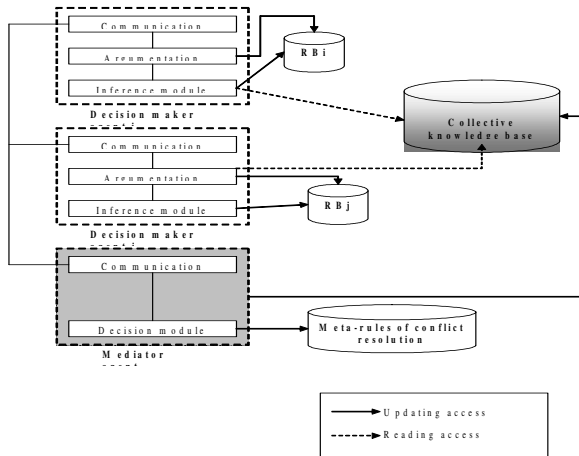 Communication
Argumentation
Inference module
Decision maker
RBi
Collective
knowledge base
Communication
Argumentation
Inference module
Decision maker
RBj
Communication
Decision module
Mediator
Meta-rules of conflict
resolution
Updating access
Reading access